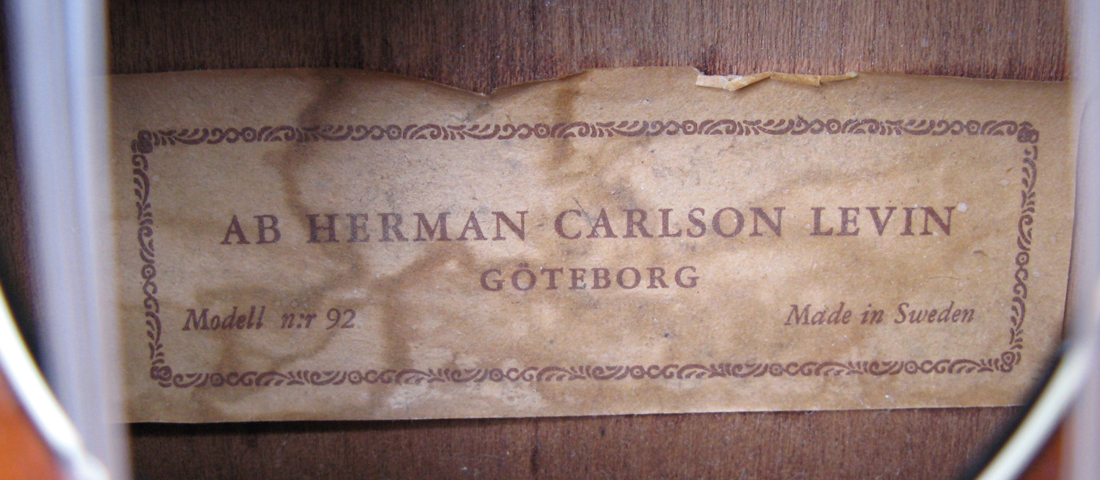 AB HERMAN CARLSON LEVIN
GÖTEBORG
Modell n:r 92 Made in Sweden